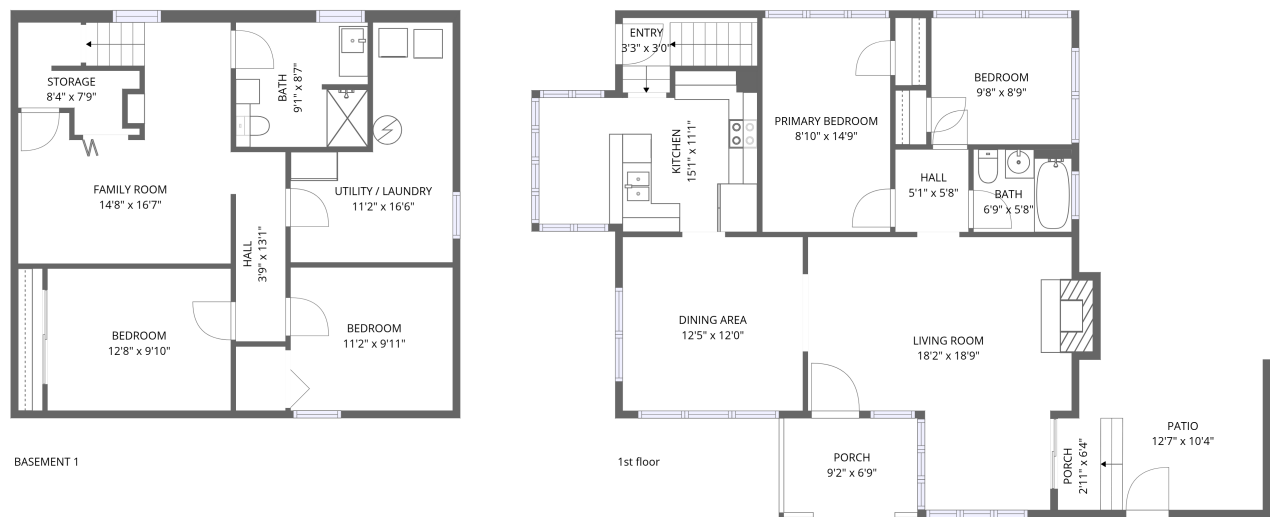 STORAGE
8'4" x 7'9"
BATH
9'1" x 8'7"
FAMILY ROOM
14'8" x 16'7"
UTILITY / LAUNDRY
11'2" x 16'6"
HALL
3'9" x 13'1"
BEDROOM
12'8" x 9'10"
BEDROOM
11'2" x 9'11"
BASEMENT 1
ENTRY
3'3" x 3'0"
KITCHEN
15'1" x 11'1"
PRIMARY BEDROOM
8'10" x 14'9"
BEDROOM
9'8" x 8'9"
HALL
5'1" x 5'8"
BATH
6'9" x 5'8"
DINING AREA
12'5" x 12'0"
LIVING ROOM
18'2" x 18'9"
PORCH
9'2" x 6'9"
PORCH
2'11" x 6'4"
PATIO
12'7" x 10'4"
1st floor